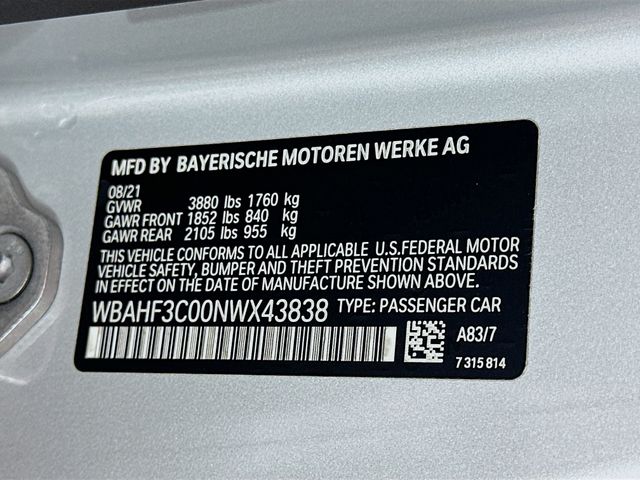 MFD BY BAYERISCHE MOTOREN WERKE AG
08/21
GVWR 3880 lbs 1760 kg
GAWR FRONT 1852 lbs 840 kg
GAWR REAR 2105 lbs 955 kg
THIS VEHICLE CONFORMS TO ALL APPLICABLE U.S.FEDERAL MOTOR
VEHICLE SAFETY, BUMPER AND THEFT PREVENTION STANDARDS
IN EFFECT ON THE DATE OF MANUFACTURE SHOWN ABOVE.
WBAHF3C00NWX43838 TYPE: PASSENGER CAR
A83/7
7 315 814